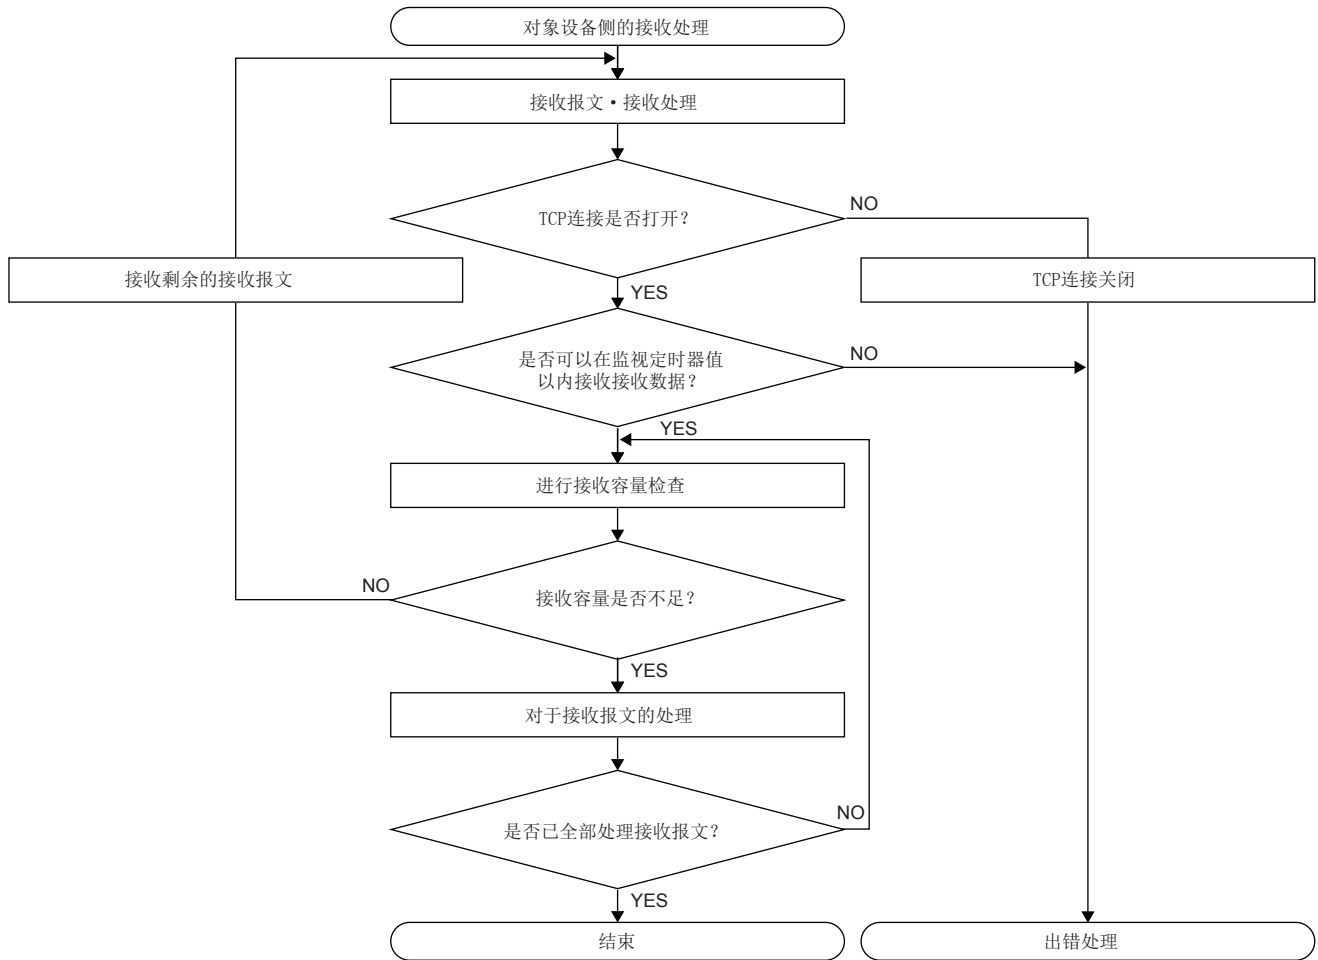 对象设备侧的接收处理
接收报文·接收处理
TCP连接是否打开?
NO
接收剩余的接收报文
TCP连接关闭
YES
是否可以在监视定时器值
以内接收接收数据?
NO
YES
进行接收容量检查
接收容量是否不足?
NO
YES
对于接收报文的处理
是否已全部处理接收报文?
NO
YES
结束
出错处理